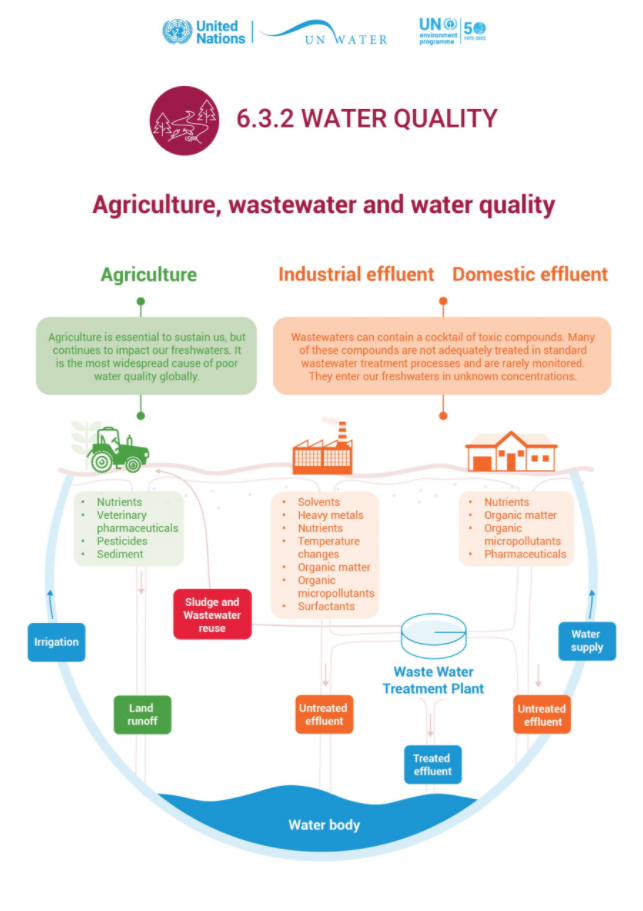 United
Nations
UN WATER
UN
environment
programme
50
1972-2022
6.3.2 WATER QUALITY
Agriculture, wastewater and water quality
Agriculture
Industrial effluent
Domestic effluent
Agriculture is essential to sustain us, but
continues to impact our freshwaters. It
is the most widespread cause of poor
water quality globally.
Wastewaters can contain a cocktail of toxic compounds. Many
of these compounds are not adequately treated in standard
wastewater treatment processes and are rarely monitored.
They enter our freshwaters in unknown concentrations.
• Nutrients
• Veterinary
pharmaceuticals
• Pesticides
• Sediment
• Solvents
• Heavy metals
• Nutrients
• Temperature
changes
• Organic matter
• Organic
micropollutants
• Surfactants
• Nutrients
• Organic matter
• Organic
micropollutants
• Pharmaceuticals
Sludge and
Wastewater
reuse
Irrigation
Water
supply
Waste Water
Treatment Plant
Land
runoff
Untreated
effluent
Untreated
effluent
Treated
effluent
Water body